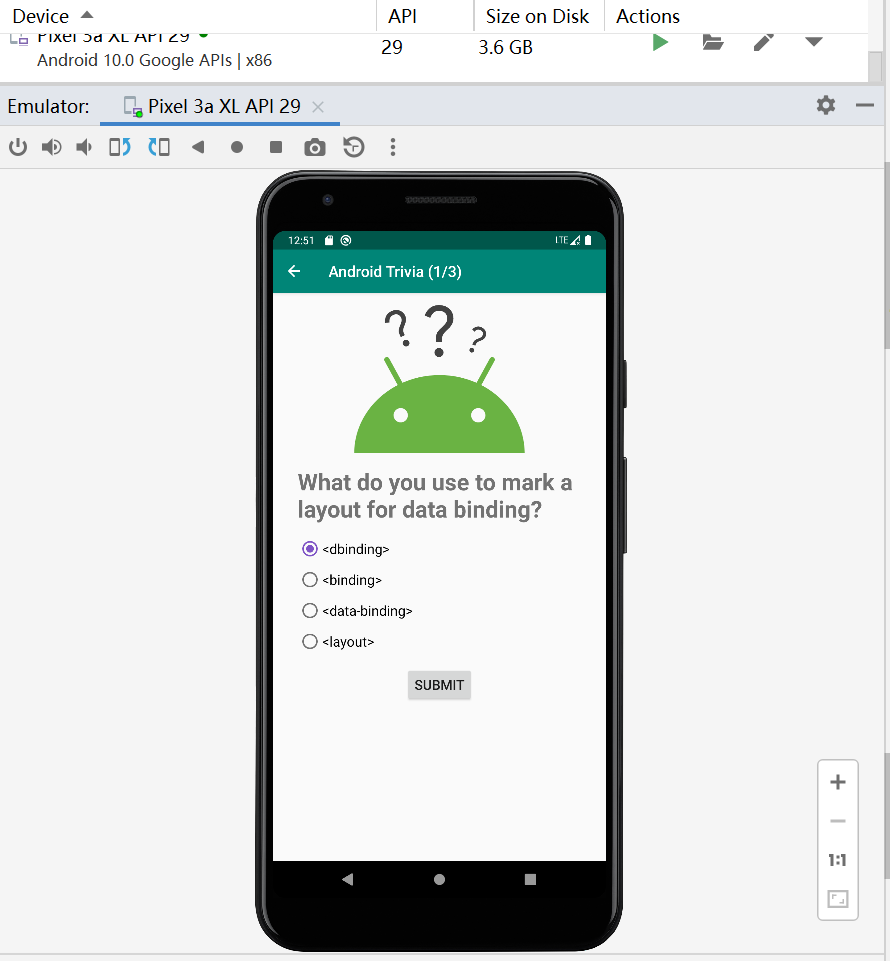 Device API Size on Disk Actions
Pixel 3a XL API 29
29 3.6 GB
Android 10.0 Google APIs | x86
Emulator: Pixel 3a XL API 29
12:51 LTE
Android Trivia (1/3)
? ? ?
What do you use to mark a
layout for data binding?
<dbinding>
<binding>
<data-binding>
<layout>
SUBMIT
1:1